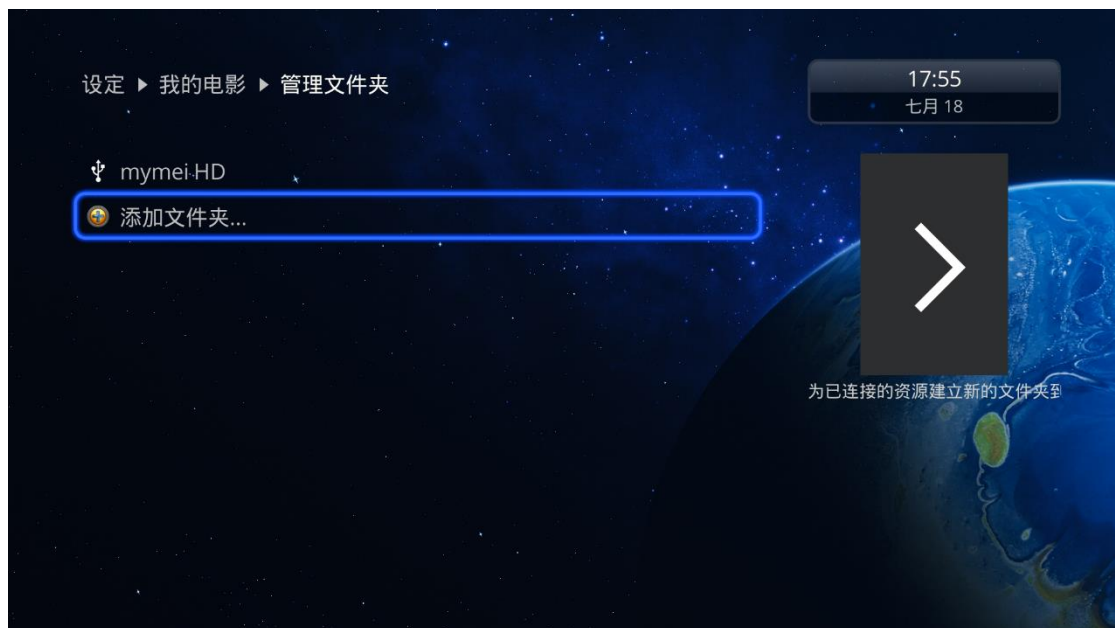 设定 ▶ 我的电影 ▶ 管理文件夹
17:55
七月 18
mymei-HD
添加文件夹...
为已连接的资源建立新的文件夹到